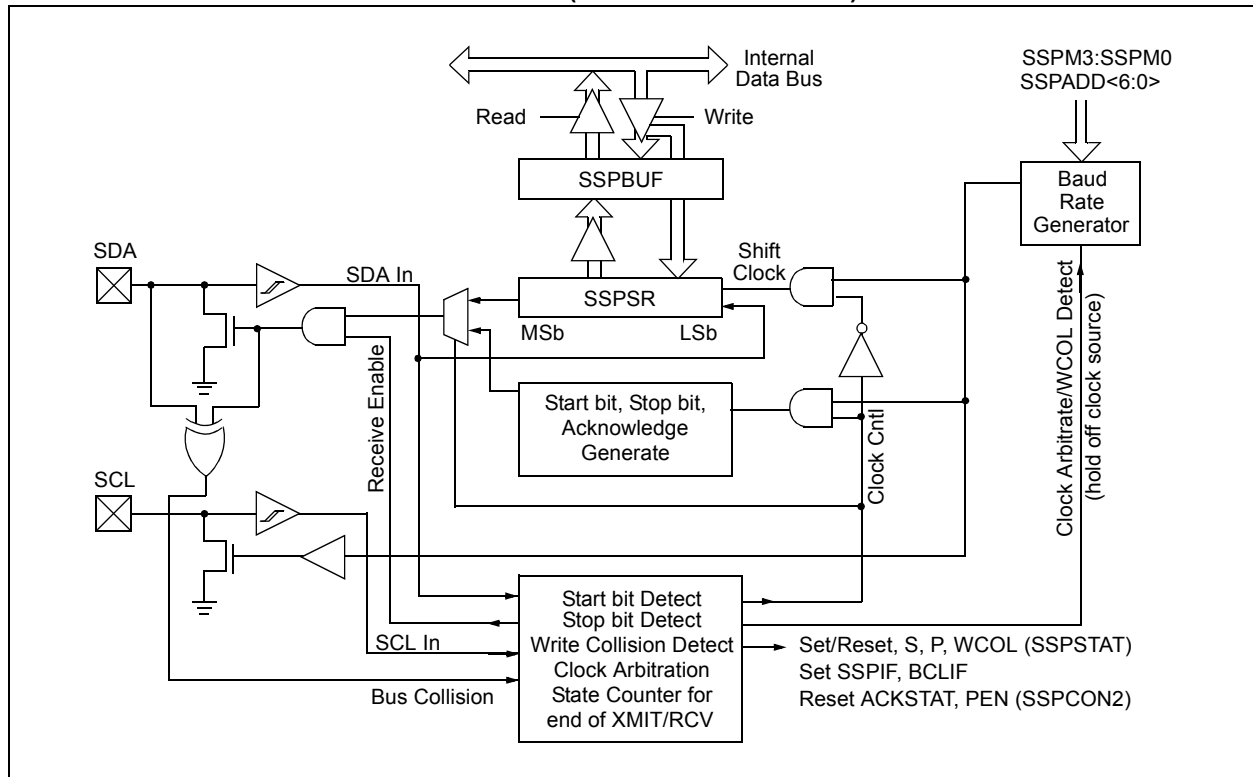 Internal
Data Bus
SSPM3:SSPM0
SSPADD<6:0>
Read
Write
SSPBUF
Baud
Rate
Generator
SDA
SDA In
Shift
Clock
SSPSR
MSb
LSb
Start bit, Stop bit,
Acknowledge
Generate
Receive Enable
Clock Cntl
Clock Arbitrate/WCOL Detect
(hold off clock source)
SCL
SCL In
Bus Collision
Start bit Detect
Stop bit Detect
Write Collision Detect
Clock Arbitration
State Counter for
end of XMIT/RCV
Set/Reset, S, P, WCOL (SSPSTAT)
Set SSPIF, BCLIF
Reset ACKSTAT, PEN (SSPCON2)